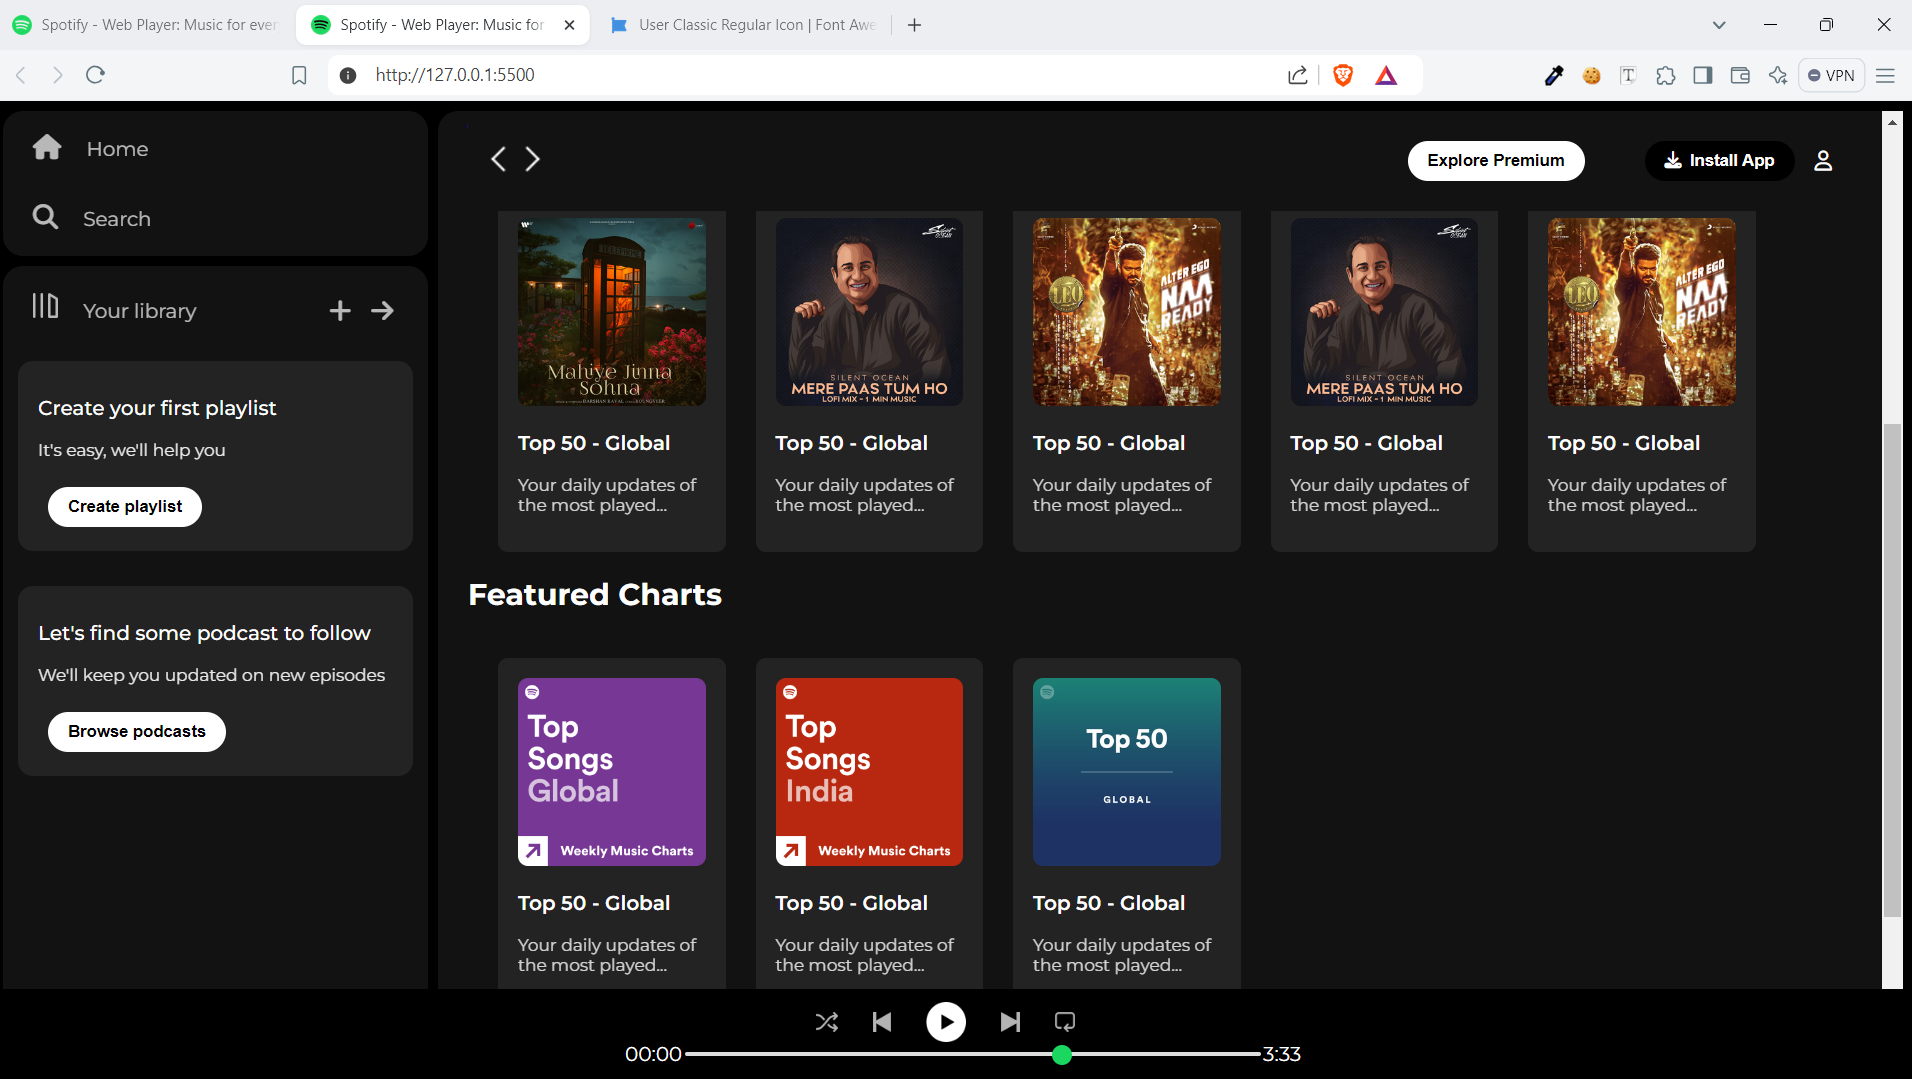 Spotify - Web Player: Music for ever
Spotify - Web Player: Music for
User Classic Regular Icon | Font Awe
http://127.0.0.1:5500
VPN
Home
Search
Your library
Create your first playlist
It's easy, we'll help you
Create playlist
Let's find some podcast to follow
We'll keep you updated on new episodes
Browse podcasts
Explore Premium
Install App
Mahiye Jinna
Sohna
Top 50 - Global
Your daily updates of
the most played...
Silent
Ocean
SILENT OCEAN
MERE PAAS TUM HO
LOFI MIX - 1 MIN MUSIC
Top 50 - Global
Your daily updates of
the most played...
LEO
ALTER EGO
NAA
READY
Top 50 - Global
Your daily updates of
the most played...
Silent
Ocean
SILENT OCEAN
MERE PAAS TUM HO
LOFI MIX - 1 MIN MUSIC
Top 50 - Global
Your daily updates of
the most played...
LEO
ALTER EGO
NAA
READY
Top 50 - Global
Your daily updates of
the most played...
Featured Charts
Top
Songs
Global
Weekly Music Charts
Top 50 - Global
Your daily updates of
the most played...
Top
Songs
India
Weekly Music Charts
Top 50 - Global
Your daily updates of
the most played...
Top 50
GLOBAL
Top 50 - Global
Your daily updates of
the most played...
00:00
3:33